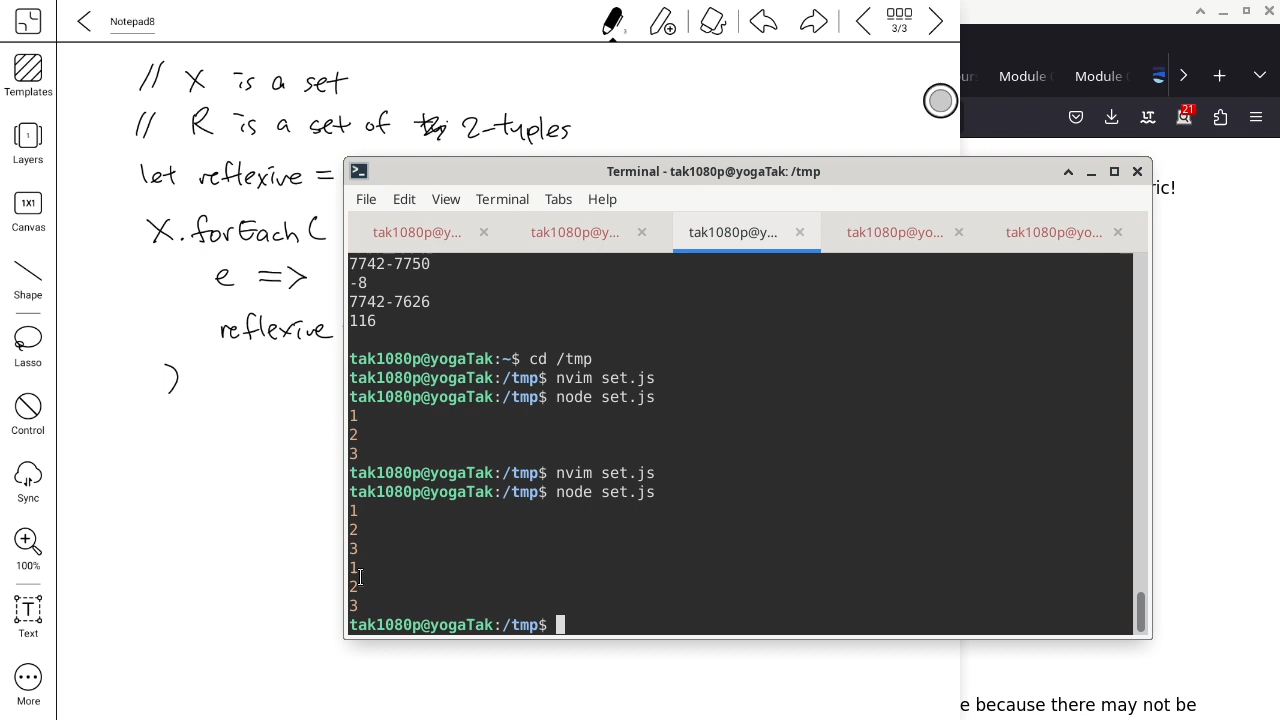 Notepad8
3/3
Templates
Layers
1X1
Canvas
Shape
Lasso
Control
Sync
100%
Text
More
// X is a set
// R is a set of 2-tuples
let reflexive =
X.forEach(
e =>
reflexive
)
Module
Module
21
ric!
e because there may not be
Terminal - tak1080p@yogaTak: /tmp
File Edit View Terminal Tabs Help
tak1080p@y... tak1080p@y... tak1080p@y... tak1080p@yo... tak1080p@yo...
7742-7750
-8
7742-7626
116
tak1080p@yogaTak:~$ cd /tmp
tak1080p@yogaTak:/tmp$ nvim set.js
tak1080p@yogaTak:/tmp$ node set.js
1
2
3
tak1080p@yogaTak:/tmp$ nvim set.js
tak1080p@yogaTak:/tmp$ node set.js
1
2
3
1
2
3
tak1080p@yogaTak:/tmp$